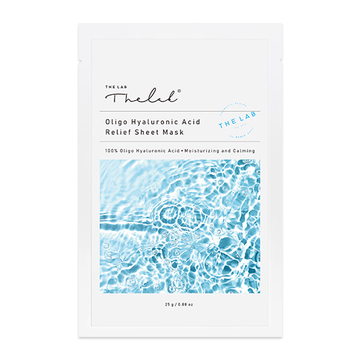 THE LAB
Thelab®
Oligo Hyaluronic Acid
Relief Sheet Mask
THE LAB
100% Oligo Hyaluronic Acid+Moisturizing and Calming
25 g / 0.88 oz